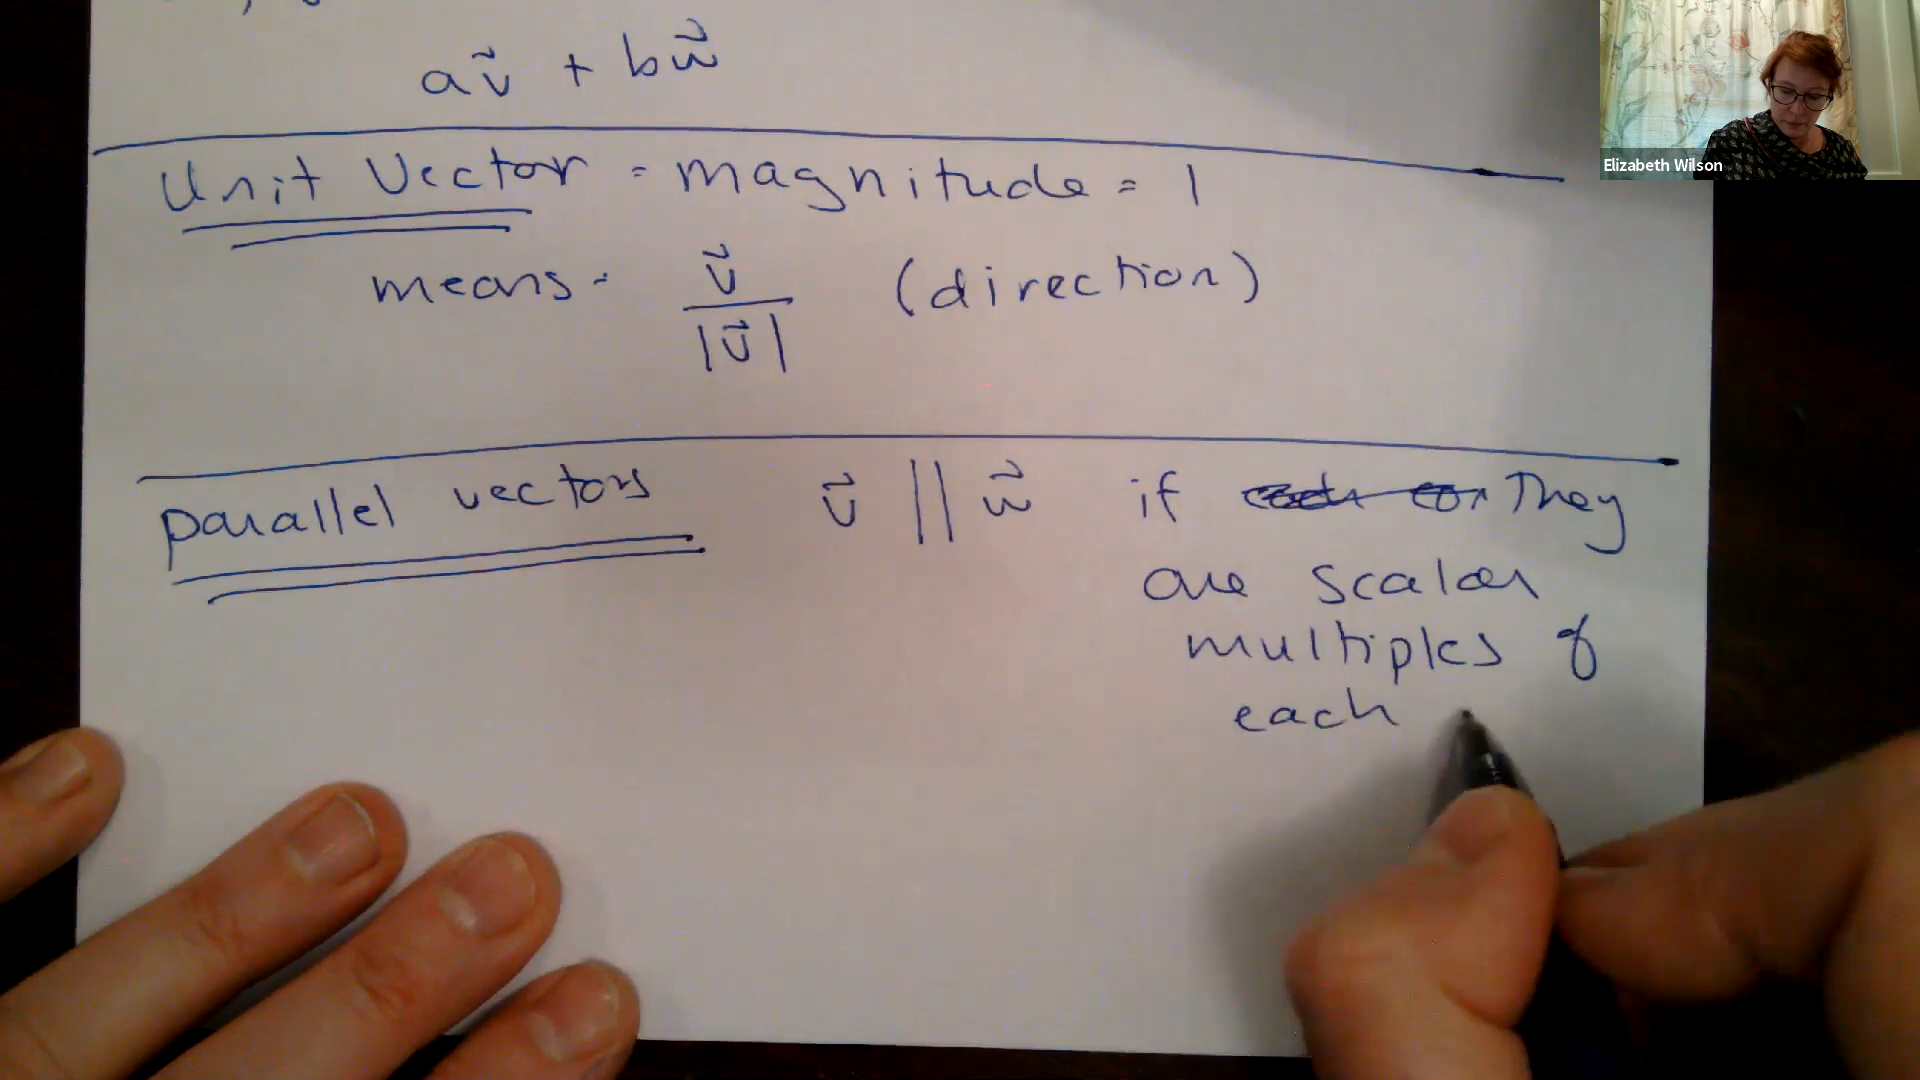 av⃗ + bw⃗
Unit Vector = magnitude = 1
means = v⃗ / |v⃗| (direction)
parallel vectors v⃗ || w⃗ if they
are scalar
multiples of
each
Elizabeth Wilson